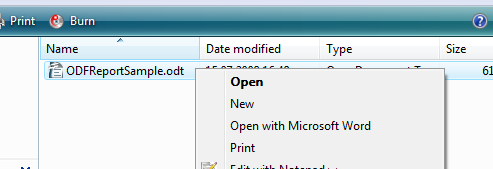 Print Burn
Name Date modified Type Size
ODFReportSample.odt
Open
New
Open with Microsoft Word
Print